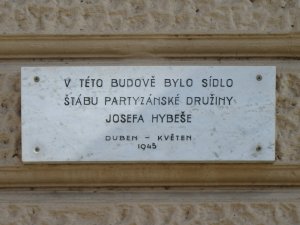 V TÉTO BUDOVĚ BYLO SÍDLO
ŠTÁBU PARTYZÁNSKÉ DRUŽINY
JOSEFA HYBEŠE
DUBEN - KVĚTEN
1945